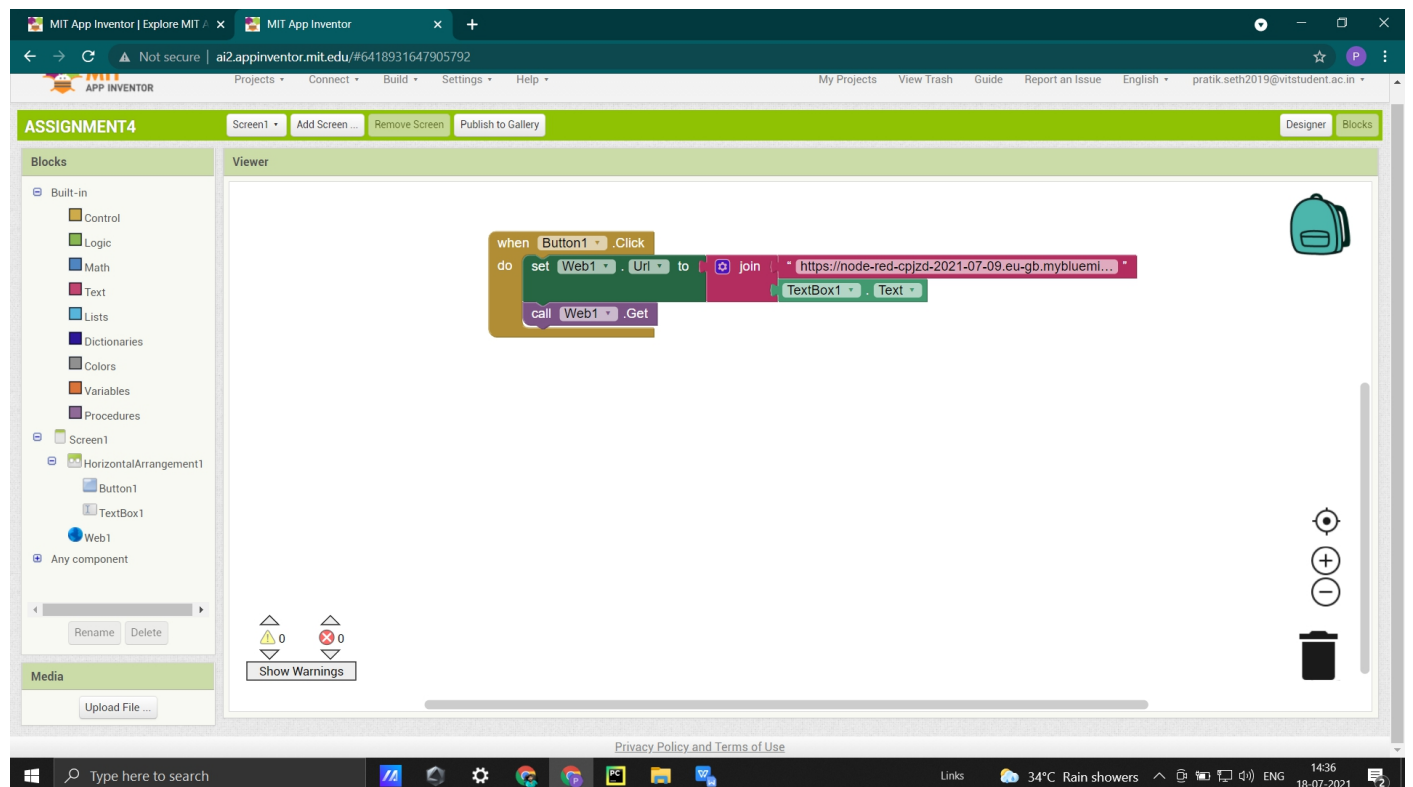 MIT App Inventor | Explore MIT A
MIT App Inventor
Not secure | ai2.appinventor.mit.edu/#6418931647905792
P
MIT
APP INVENTOR
Projects Connect Build Settings Help My Projects View Trash Guide Report an Issue English pratik.seth2019@vitstudent.ac.in
ASSIGNMENT4 Screen1 Add Screen ... Remove Screen Publish to Gallery Designer Blocks
Blocks
Viewer
Built-in
Control
Logic
Math
Text
Lists
Dictionaries
Colors
Variables
Procedures
Screen1
HorizontalArrangement1
Button1
TextBox1
Web1
Any component
Rename Delete
Media
Upload File ...
when Button1 .Click
do set Web1 . Url to join " https://node-red-cpjzd-2021-07-09.eu-gb.mybluemi... "
TextBox1 . Text
call Web1 .Get
0 0
Show Warnings
Privacy Policy and Terms of Use
Type here to search
PC
W
Links
34°C Rain showers
ENG
14:36
18-07-2021
2